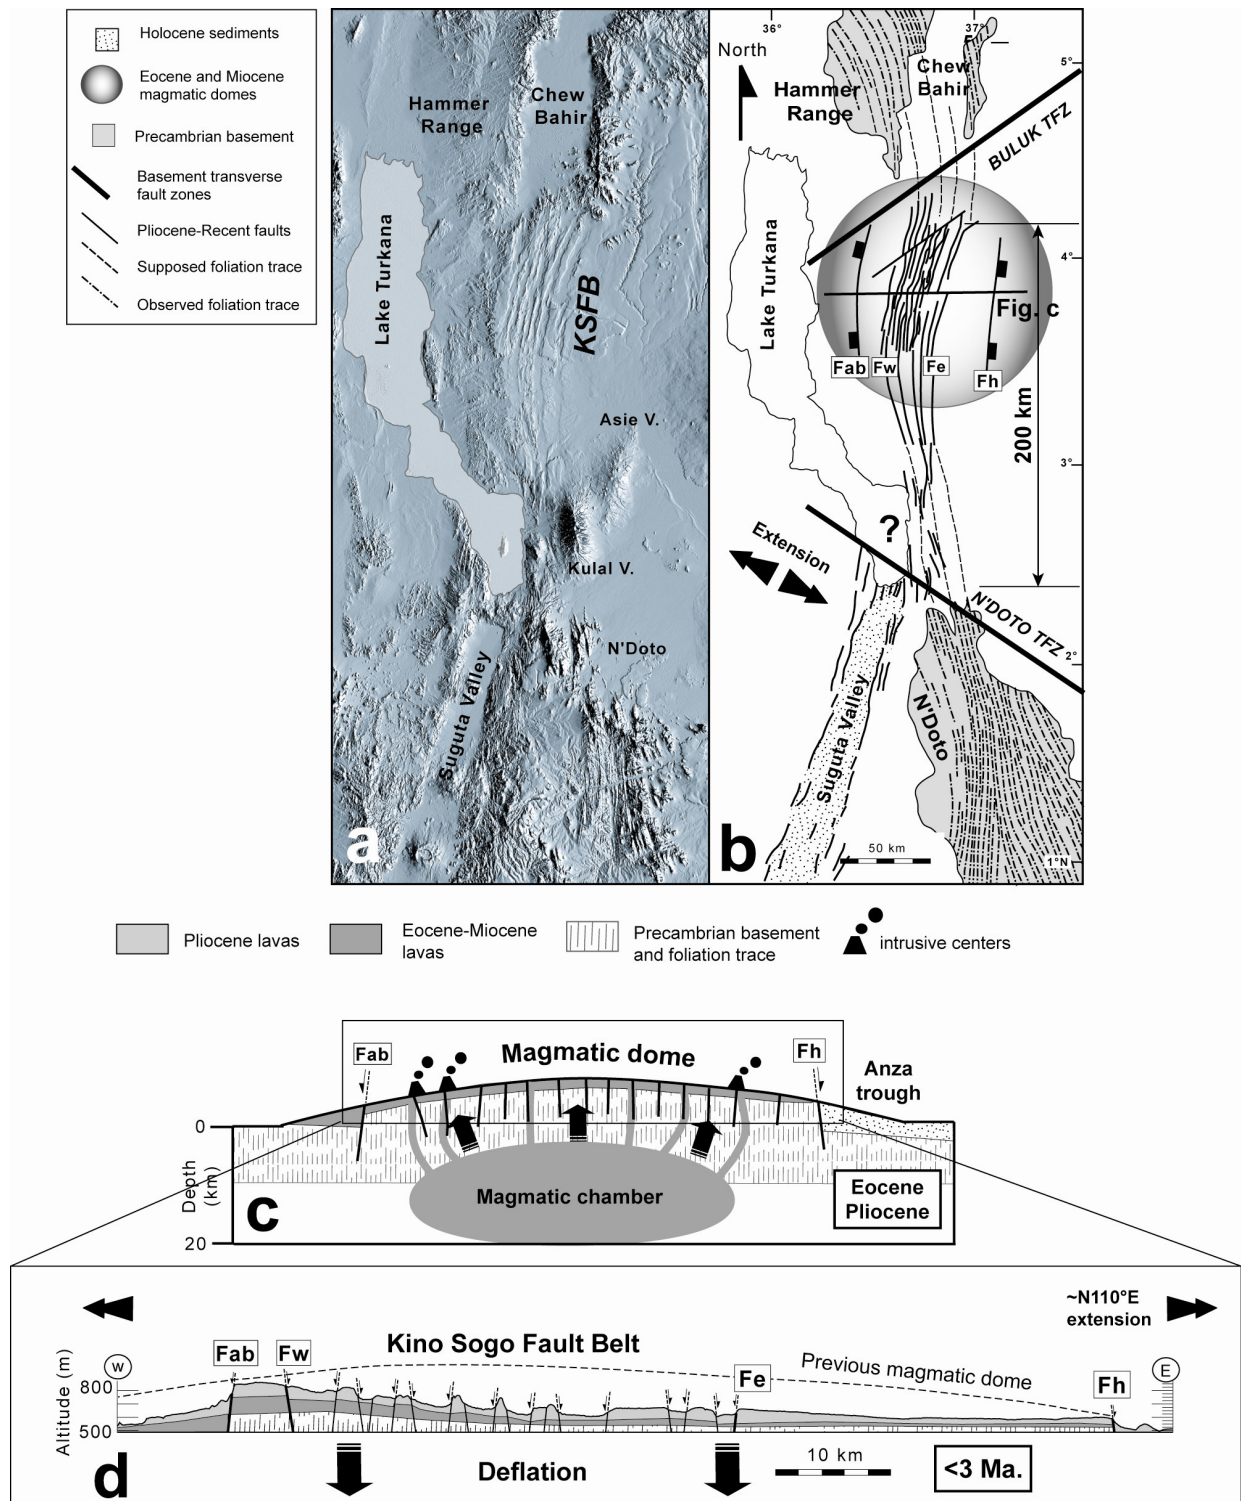 Holocene sediments
Eocene and Miocene
magmatic domes
Precambrian basement
Basement transverse
fault zones
Pliocene-Recent faults
Supposed foliation trace
Observed foliation trace
Hammer
Range
Chew
Bahir
Lake Turkana
KSFB
Asie V.
Kulal V.
N'Doto
Suguta Valley
a
36°
37°
North
Hammer
Range
Chew
Bahir
5°
BULUK TFZ
Lake Turkana
4°
Fig. c
Fab
Fw
Fe
Fh
200 km
3°
?
Extension
N'DOTO TFZ
2°
N'Doto
Suguta Valley
b
50 km
1°N
Pliocene lavas
Eocene-Miocene
lavas
Precambrian basement
and foliation trace
intrusive centers
Fab
Magmatic dome
Fh
Anza
trough
0
Depth
(km)
20
c
Magmatic chamber
Eocene
Pliocene
~N110°E
extension
Kino Sogo Fault Belt
Previous magmatic dome
W
E
Fab
Fw
Fe
Fh
Altitude (m)
800
500
d
Deflation
10 km
<3 Ma.